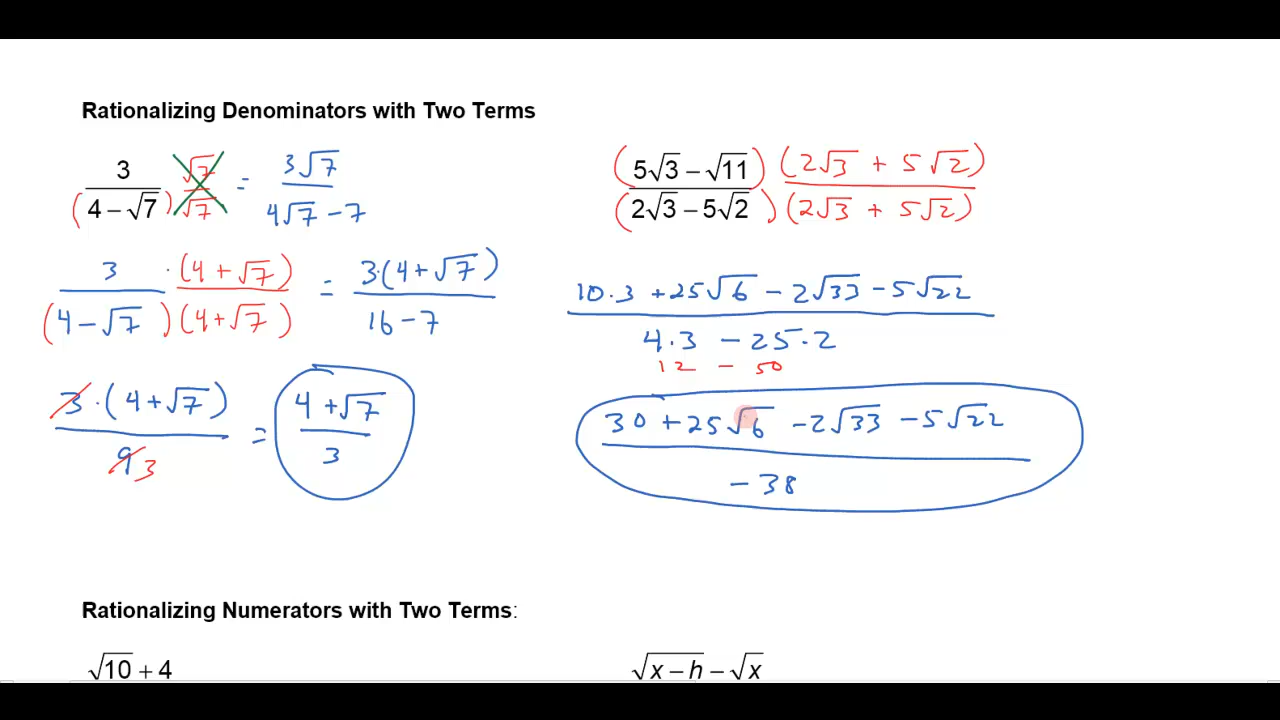 Rationalizing Denominators with Two Terms
3/(4 − √7) √7/√7 = 3√7/(4√7 − 7)
3/(4 − √7) · (4 + √7)/(4 + √7) = 3·(4 + √7)/(16 − 7)
3·(4 + √7)/9 3 = (4 + √7)/3
(5√3 − √11)(2√3 + 5√2)
(2√3 − 5√2)(2√3 + 5√2)
10·3 + 25√6 − 2√33 − 5√22
4·3 − 25·2
12 − 50
30 + 25√6 − 2√33 − 5√22
−38
Rationalizing Numerators with Two Terms:
√10 + 4
√x − h − √x